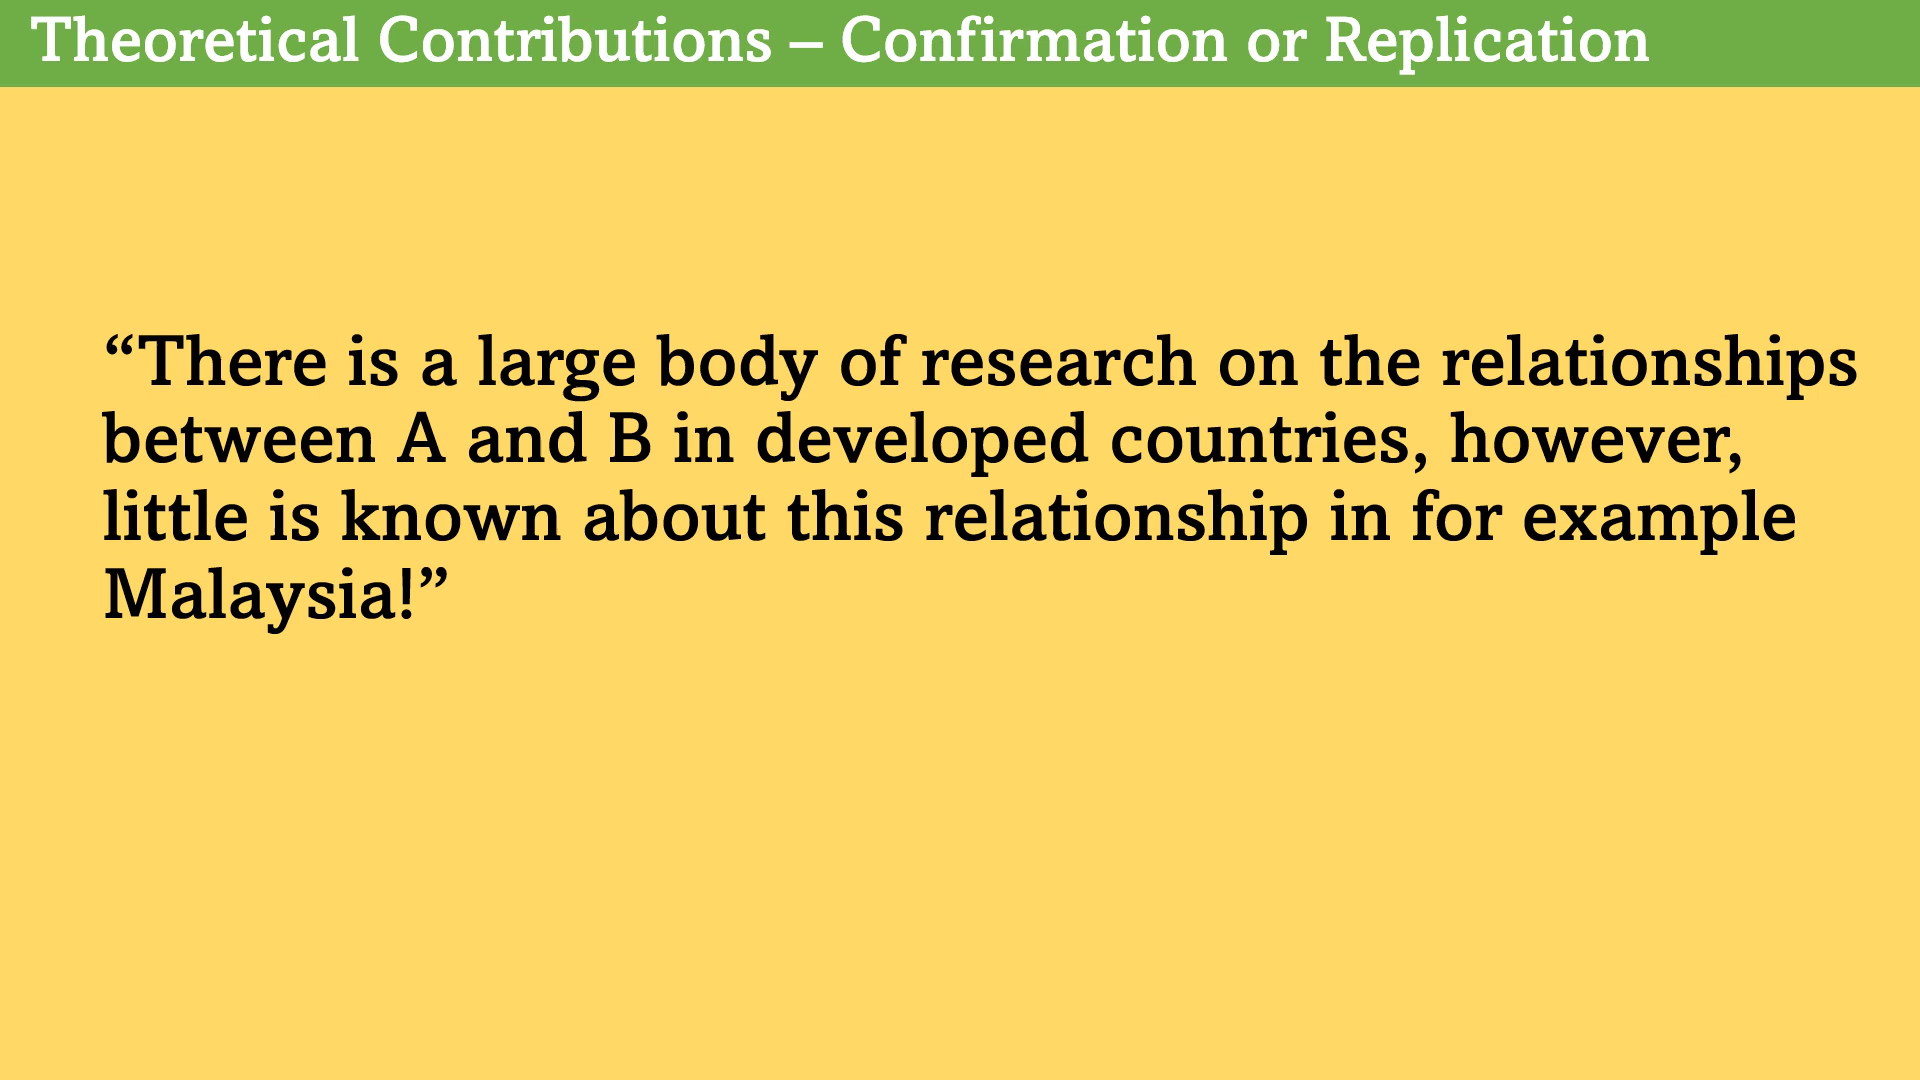 Theoretical Contributions – Confirmation or Replication
“There is a large body of research on the relationships
between A and B in developed countries, however,
little is known about this relationship in for example
Malaysia!”